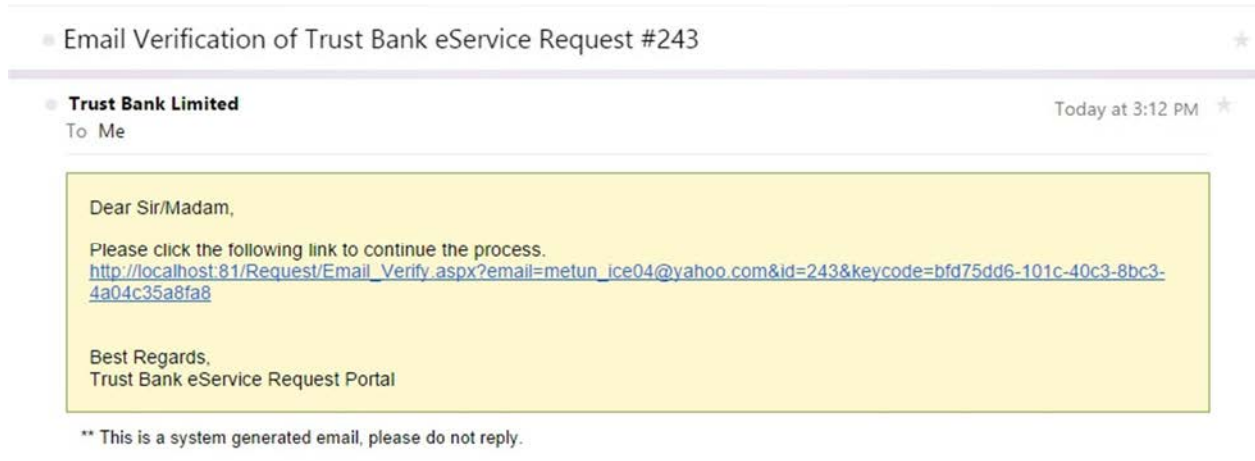 Email Verification of Trust Bank eService Request #243
Trust Bank Limited
Today at 3:12 PM
To Me
Dear Sir/Madam,
Please click the following link to continue the process.
http://localhost:81/Request/Email_Verify.aspx?email=metun_ice04@yahoo.com&id=243&keycode=bfd75dd6-101c-40c3-8bc3-
4a04c35a8fa8
Best Regards,
Trust Bank eService Request Portal
** This is a system generated email, please do not reply.